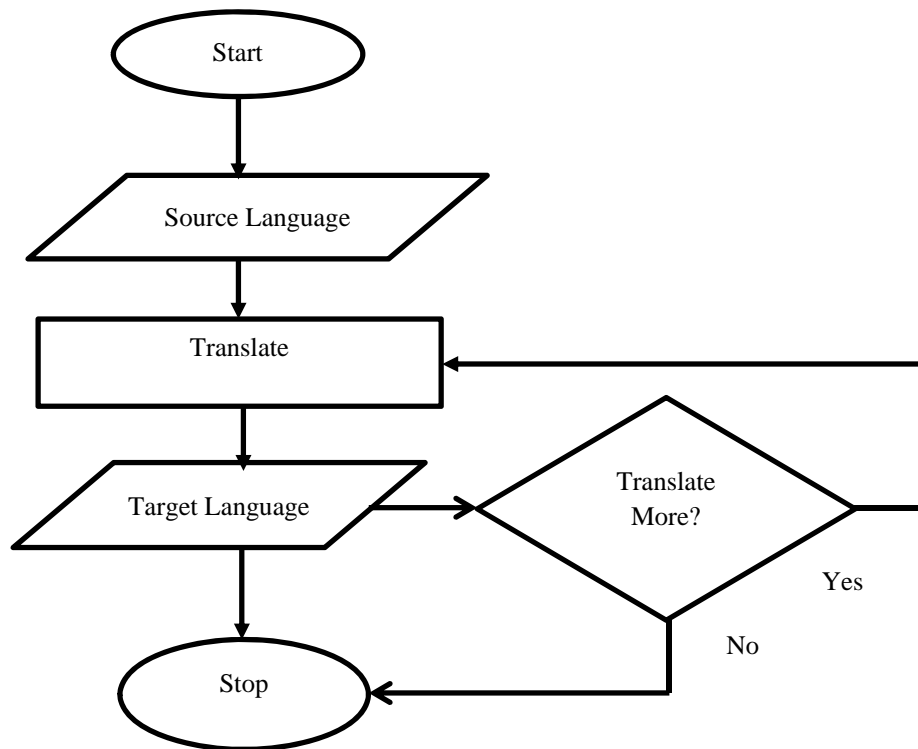 Start
Source Language
Translate
Target Language
Translate
More?
Yes
No
Stop